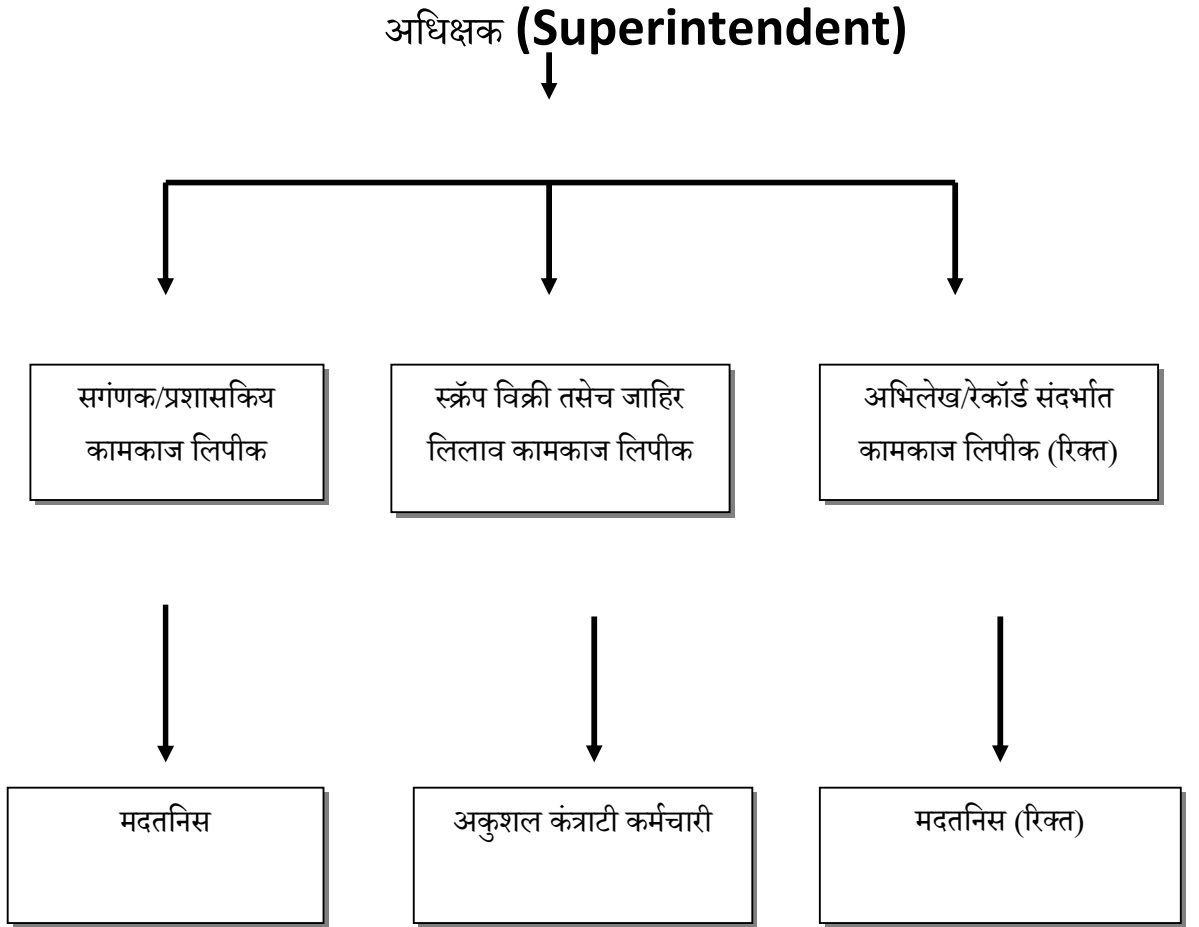 अधिक्षक (Superintendent)
सगंणक/प्रशासकिय
कामकाज लिपीक
स्क्रॅप विक्री तसेच जाहिर
लिलाव कामकाज लिपीक
अभिलेख/रेकॉर्ड संदर्भात
कामकाज लिपीक (रिक्त)
मदतनिस
अकुशल कंत्राटी कर्मचारी
मदतनिस (रिक्त)